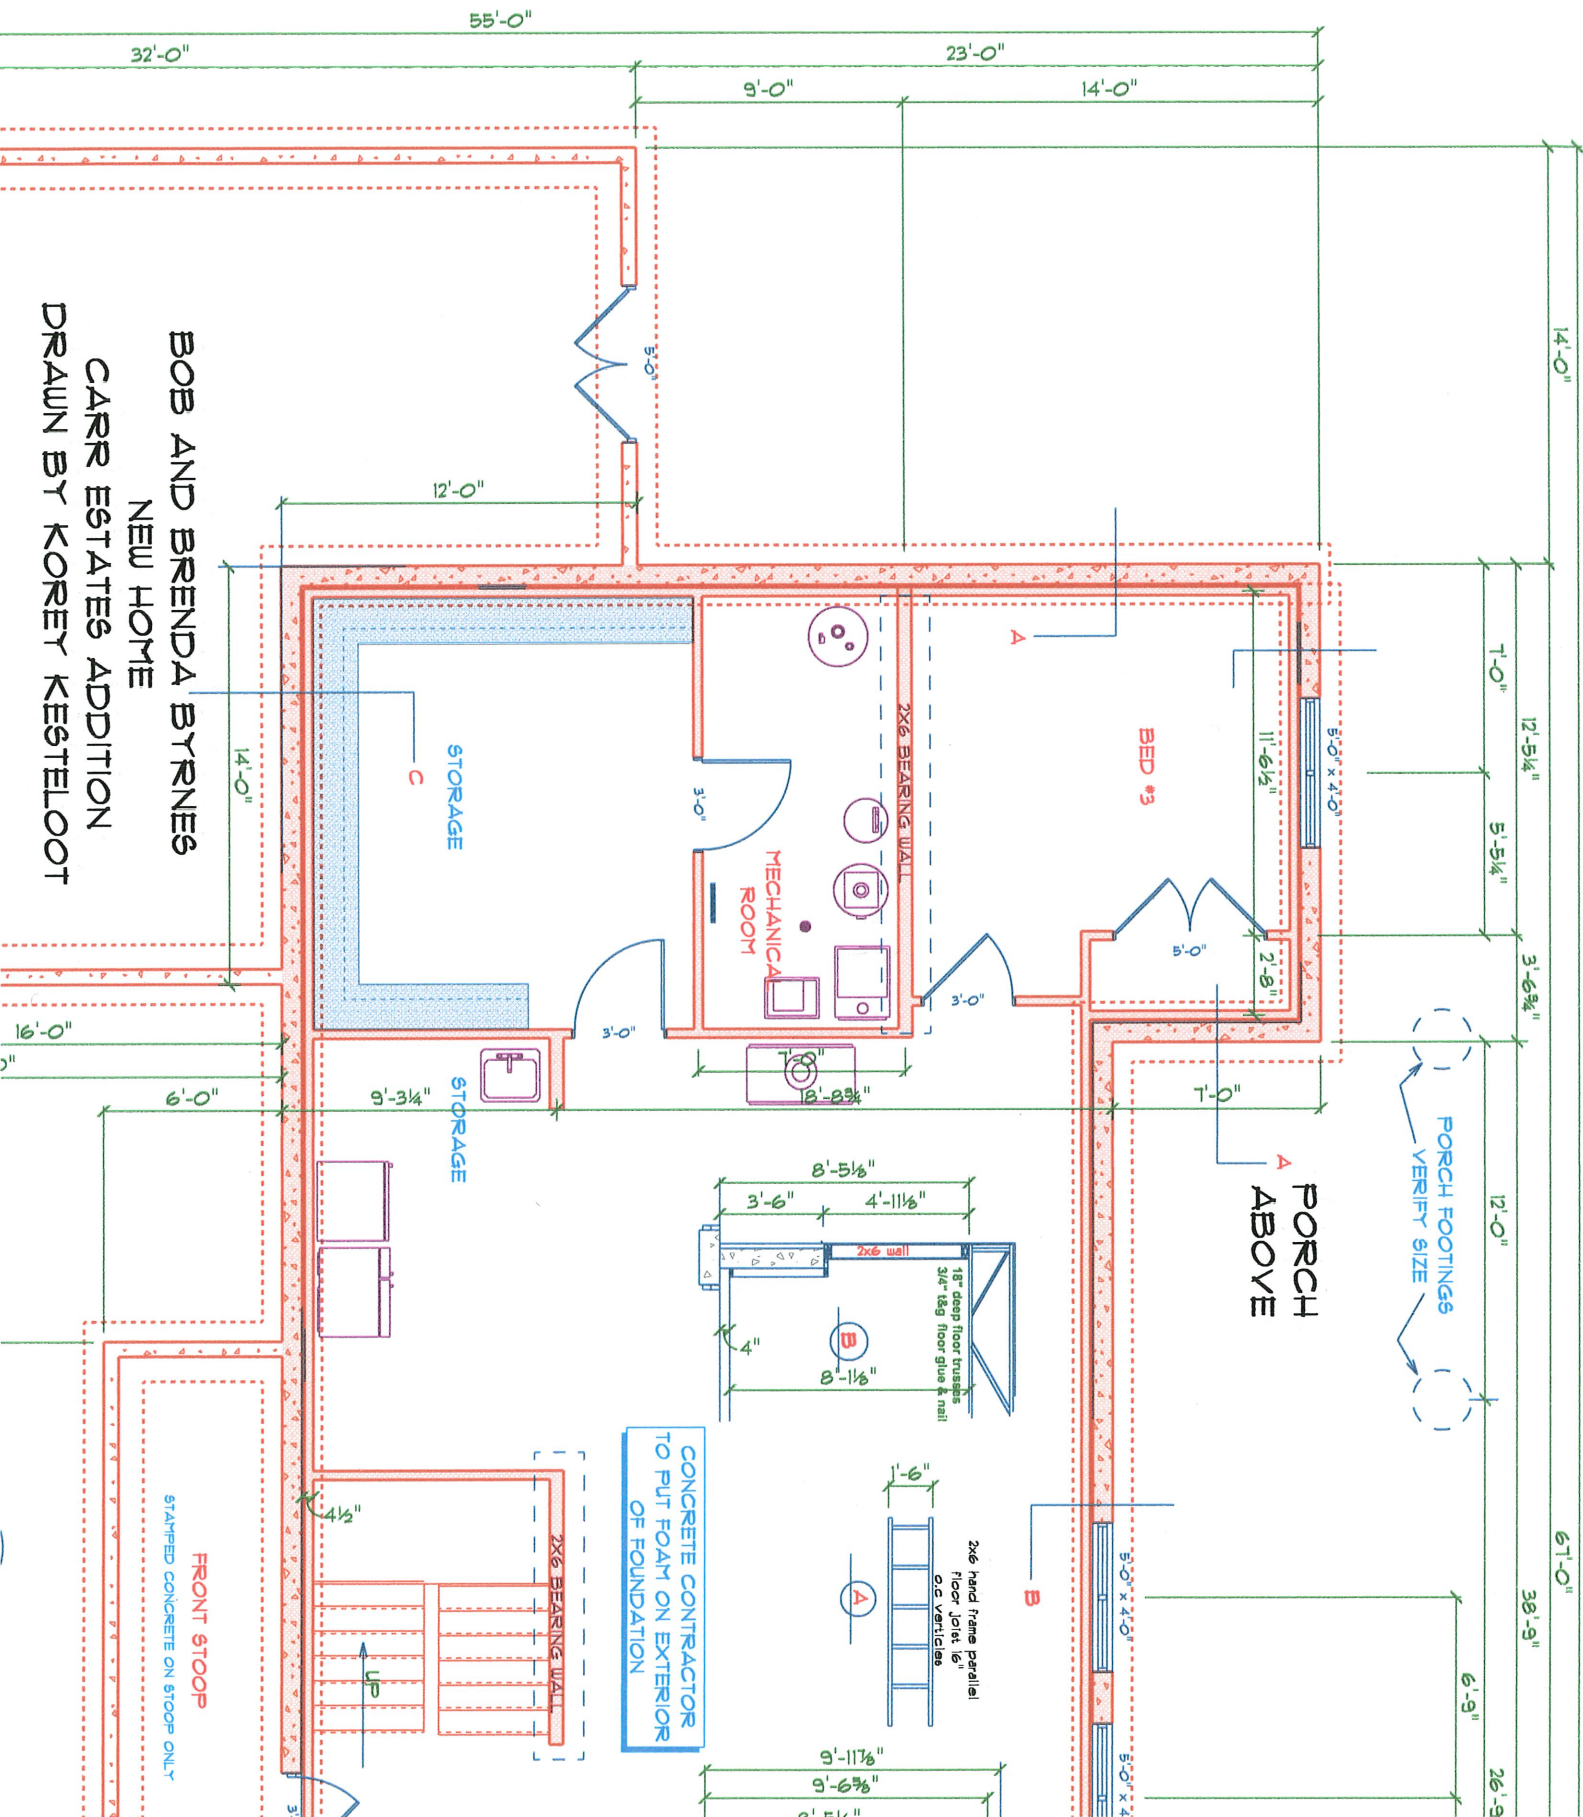 55'-0"
32'-0"
23'-0"
9'-0"
14'-0"
14'-0"
67'-0"
5'-0"
12'-0"
BOB AND BRENDA BYRNES
NEW HOME
CARR ESTATES ADDITION
DRAWN BY KOREY KESTELOOT
14'-0"
A
BED #3
11'-6½"
5'-0" x 4'-0"
7'-0"
12'-5¼"
5'-5¼"
3'-6¾"
2X6 BEARING WALL
STORAGE
C
3'-0"
MECHANICAL
ROOM
5'-0"
2'-8"
3'-0"
3'-0"
16'-0"
6'-0"
9'-3¼"
STORAGE
18'-8¾"
7'-0"
A
PORCH
ABOVE
PORCH FOOTINGS
VERIFY SIZE
12'-0"
8'-5⅛"
3'-6"
4'-11⅛"
2x6 wall
18" deep floor trusses
3/4" t&g floor glue & nail
B
4"
8'-1⅛"
CONCRETE CONTRACTOR
TO PUT FOAM ON EXTERIOR
OF FOUNDATION
1'-6"
2x6 hand frame parallel
floor joist 16"
o.c verticles
A
B
5'-0" x 4'-0"
38'-9"
6'-9"
4½"
2X6 BEARING WALL
UP
FRONT STOOP
STAMPED CONCRETE ON STOOP ONLY
9'-11⅞"
9'-6⅝"